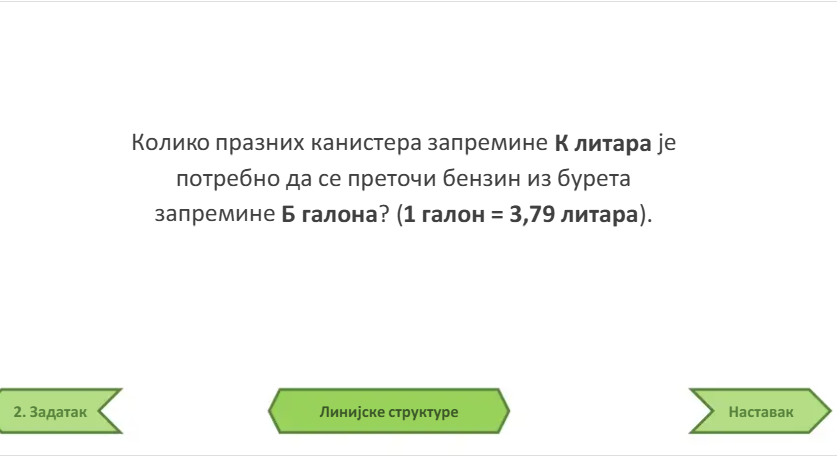 Колико празних канистера запремине К литара је
потребно да се преточи бензин из бурета
запремине Б галона? (1 галон = 3,79 литара).
2. Задатак
Линијске структуре
Наставак